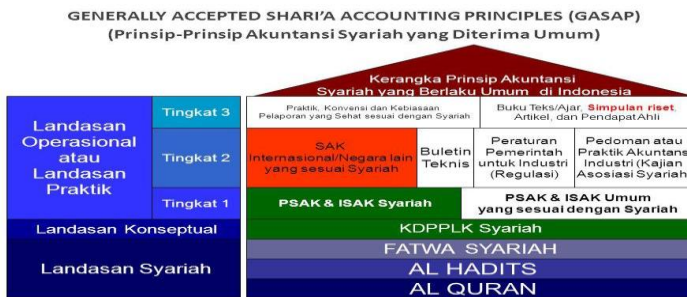 GENERALLY ACCEPTED SHARI'A ACCOUNTING PRINCIPLES (GASAP)
(Prinsip-Prinsip Akuntansi Syariah yang Diterima Umum)
Kerangka Prinsip Akuntansi
Syariah yang Berlaku Umum di Indonesia
Landasan
Operasional
atau
Landasan
Praktik
Tingkat 3
Praktik, Konvensi dan Kebiasaan
Pelaporan yang Sehat sesuai dengan Syariah
Buku Teks/Ajar, Simpulan riset,
Artikel, dan Pendapat Ahli
Tingkat 2
SAK
Internasional/Negara lain
yang sesuai Syariah
Buletin
Teknis
Peraturan
Pemerintah
untuk Industri
(Regulasi)
Pedoman atau
Praktik Akuntansi
Industri (Kajian
Asosiasi Syariah)
Tingkat 1
PSAK & ISAK Syariah
PSAK & ISAK Umum
yang sesuai dengan Syariah
Landasan Konseptual
KDPPLK Syariah
Landasan Syariah
FATWA SYARIAH
AL HADITS
AL QURAN